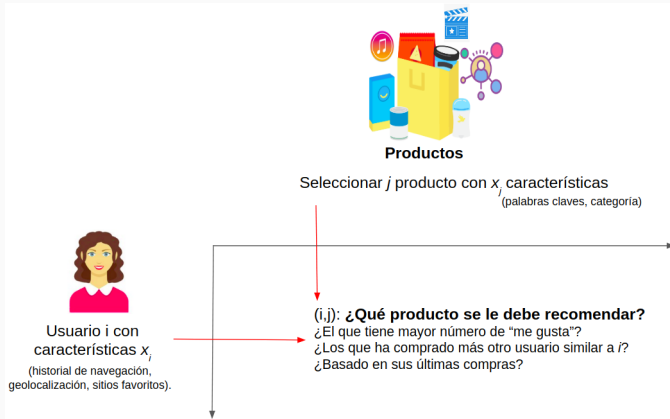 Productos
Seleccionar j producto con xj características
(palabras claves, categoría)
Usuario i con
características xi
(historial de navegación,
geolocalización, sitios favoritos).
(i,j): ¿Qué producto se le debe recomendar?
¿El que tiene mayor número de “me gusta”?
¿Los que ha comprado más otro usuario similar a i?
¿Basado en sus últimas compras?